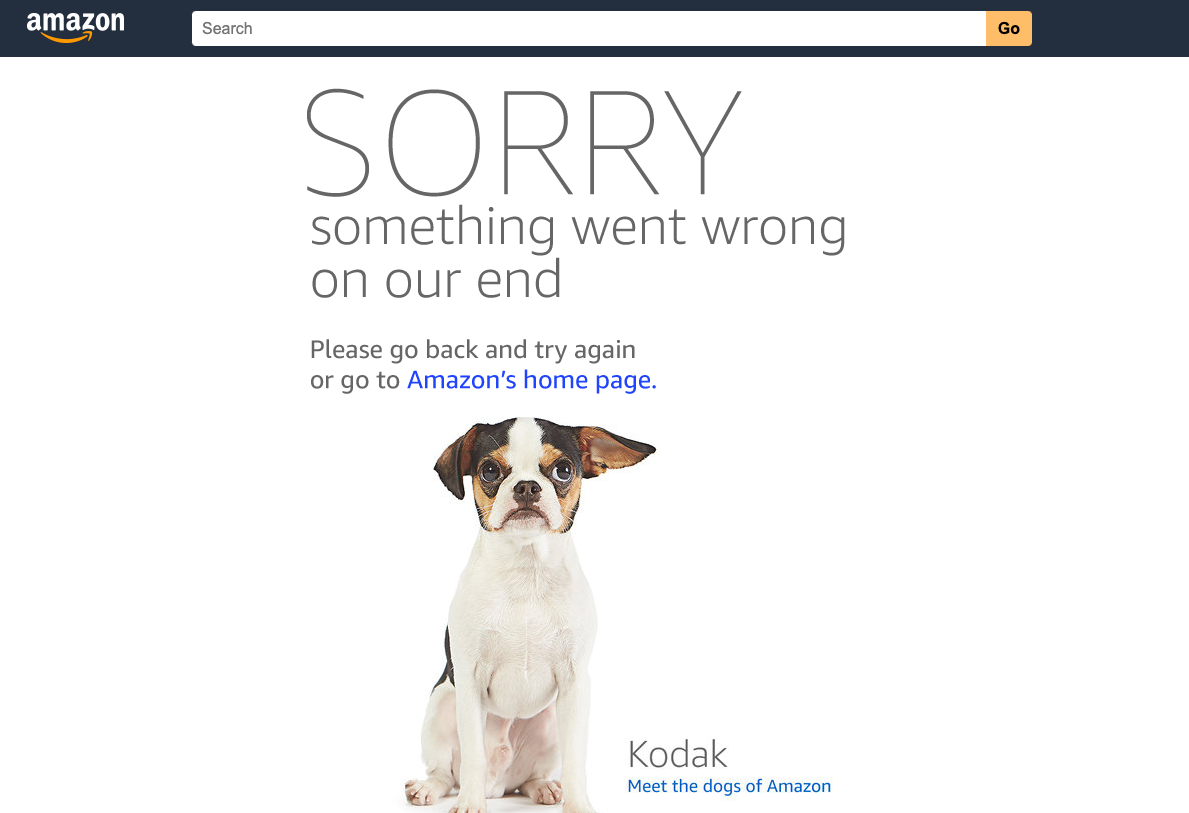 amazon
Search
Go
SORRY
something went wrong
on our end
Please go back and try again
or go to Amazon's home page.
Kodak
Meet the dogs of Amazon